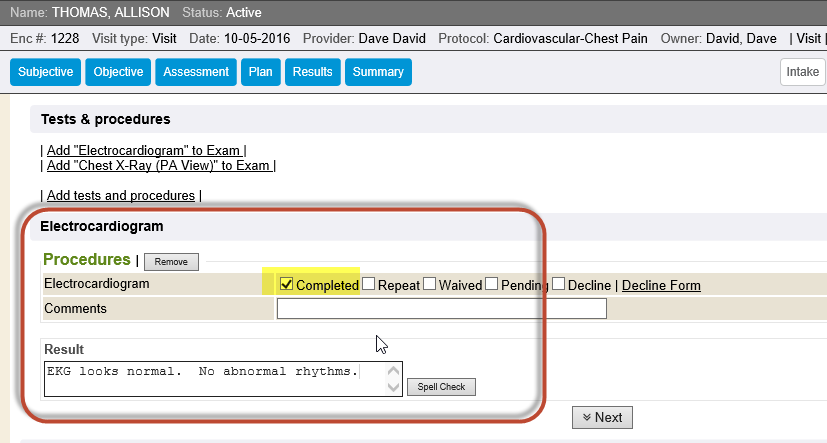 Name: THOMAS, ALLISON Status: Active
Enc #: 1228 Visit type: Visit Date: 10-05-2016 Provider: Dave David Protocol: Cardiovascular-Chest Pain Owner: David, Dave | Visit |
Subjective Objective Assessment Plan Results Summary Intake
Tests & procedures
| Add "Electrocardiogram" to Exam |
| Add "Chest X-Ray (PA View)" to Exam |
| Add tests and procedures |
Electrocardiogram
Procedures | Remove
Electrocardiogram Completed Repeat Waived Pending Decline | Decline Form
Comments
Result
EKG looks normal.  No abnormal rhythms.
Spell Check
Next